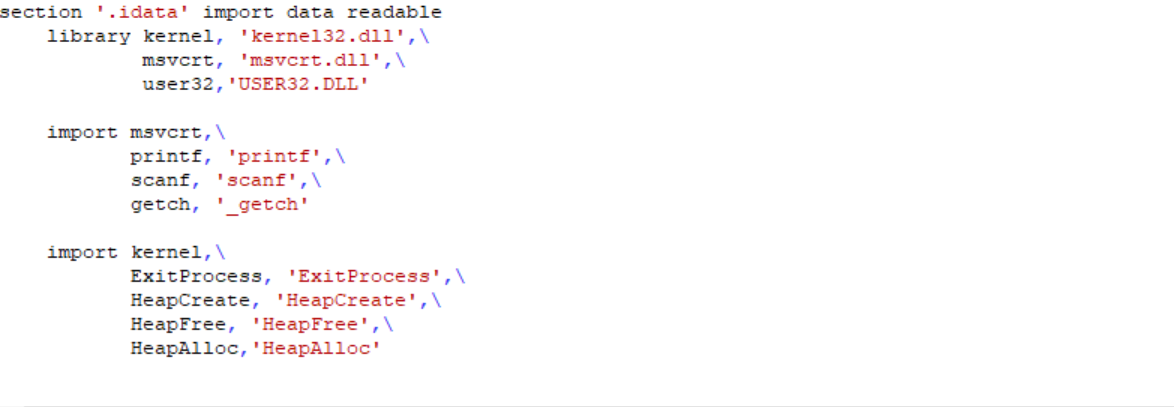 section '.idata' import data readable
library kernel, 'kernel32.dll',\
msvcrt, 'msvcrt.dll',\
user32,'USER32.DLL'
import msvcrt,\
printf, 'printf',\
scanf, 'scanf',\
getch, '_getch'
import kernel,\
ExitProcess, 'ExitProcess',\
HeapCreate, 'HeapCreate',\
HeapFree, 'HeapFree',\
HeapAlloc,'HeapAlloc'